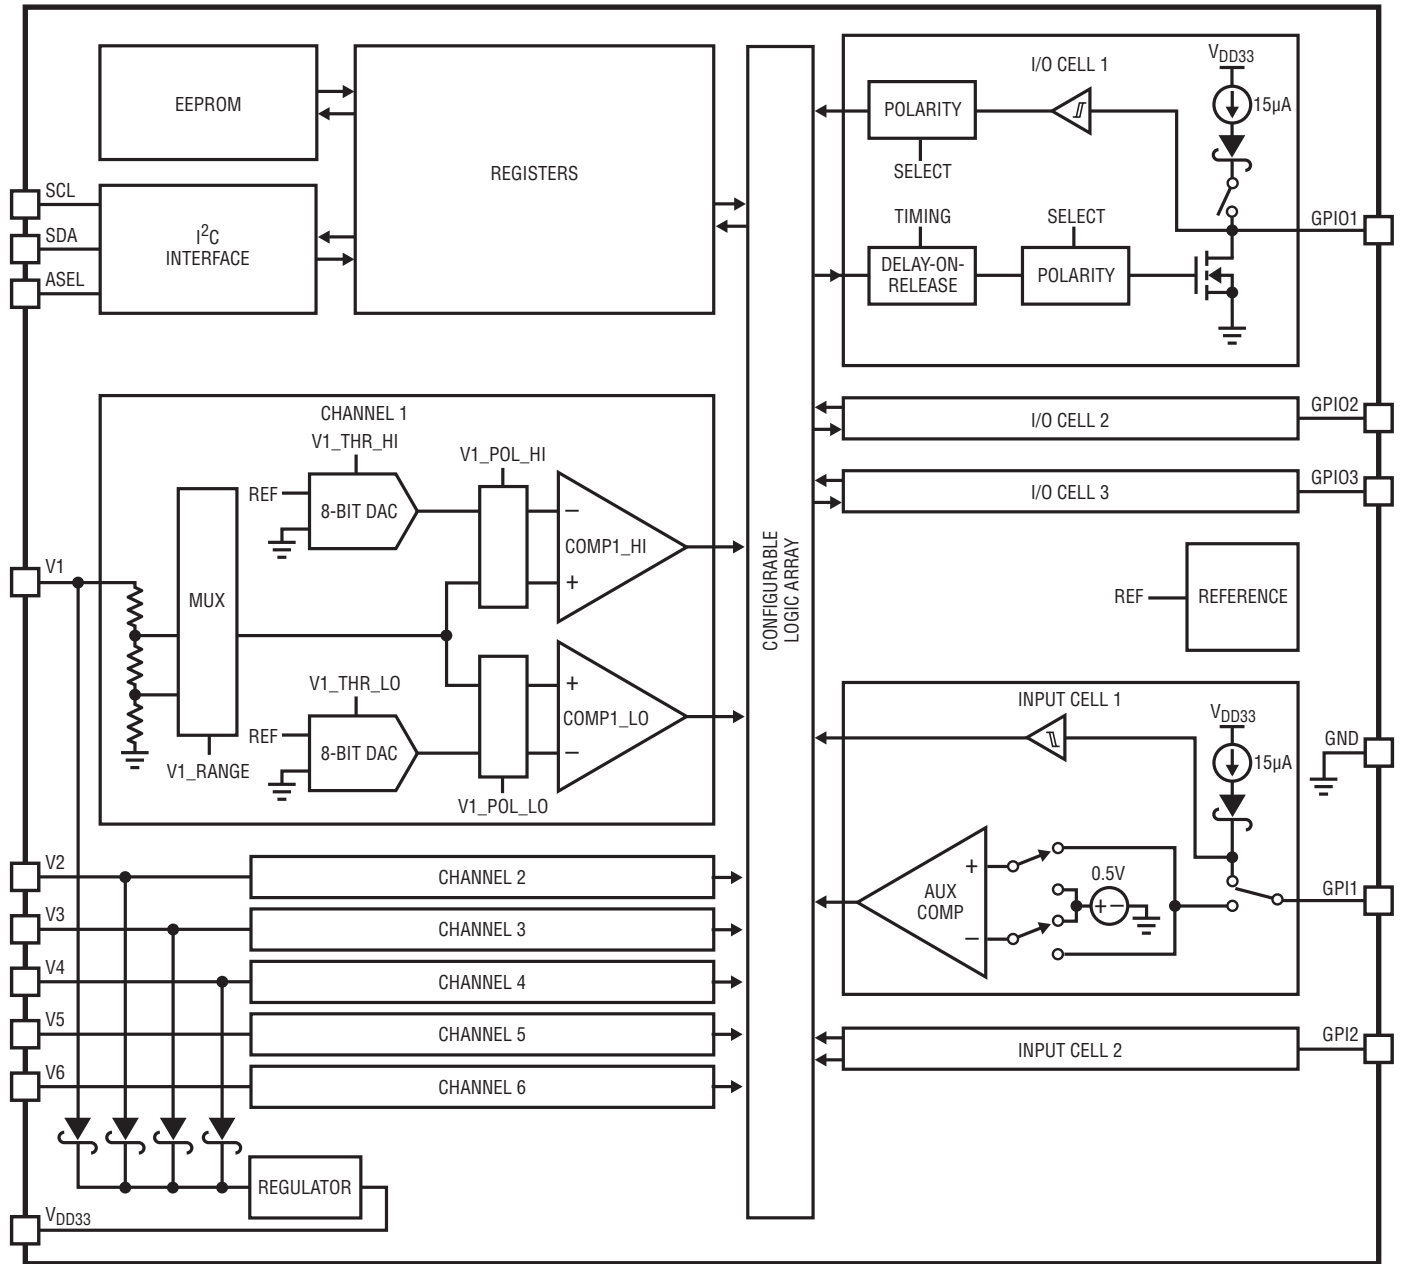 EEPROM
REGISTERS
SCL
SDA
ASEL
I²C
INTERFACE
I/O CELL 1
V_DD33
15µA
POLARITY
SELECT
TIMING
SELECT
DELAY-ON-
RELEASE
POLARITY
GPIO1
I/O CELL 2
GPIO2
I/O CELL 3
GPIO3
CONFIGURABLE
LOGIC ARRAY
CHANNEL 1
V1_THR_HI
REF
8-BIT DAC
V1_POL_HI
−
COMP1_HI
+
V1
MUX
V1_RANGE
V1_THR_LO
REF
8-BIT DAC
+
COMP1_LO
−
V1_POL_LO
REF
REFERENCE
INPUT CELL 1
V_DD33
15µA
GND
+
AUX
COMP
−
0.5V
+−
GPI1
INPUT CELL 2
GPI2
V2
CHANNEL 2
V3
CHANNEL 3
V4
CHANNEL 4
V5
CHANNEL 5
V6
CHANNEL 6
REGULATOR
V_DD33